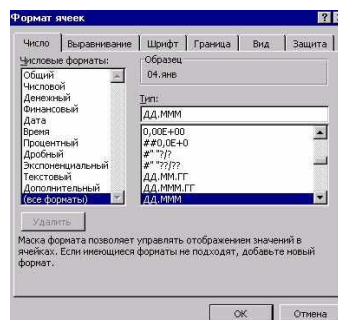 Формат ячеек
Число Выравнивание Шрифт Граница Вид Защита
Числовые форматы:
Общий
Числовой
Денежный
Финансовый
Дата
Время
Процентный
Дробный
Экспоненциальный
Текстовый
Дополнительный
(все форматы)
Образец
04.янв
Тип:
ДД.МММ
0,00E+00
##0,0E+0
#" "?/?
#" "??/??
ДД.ММ.ГГ
ДД.МММ.ГГ
ДД.МММ
Удалить
Маска формата позволяет управлять отображением значений в
ячейках. Если имеющиеся форматы не подходят, добавьте новый
формат.
OK Отмена